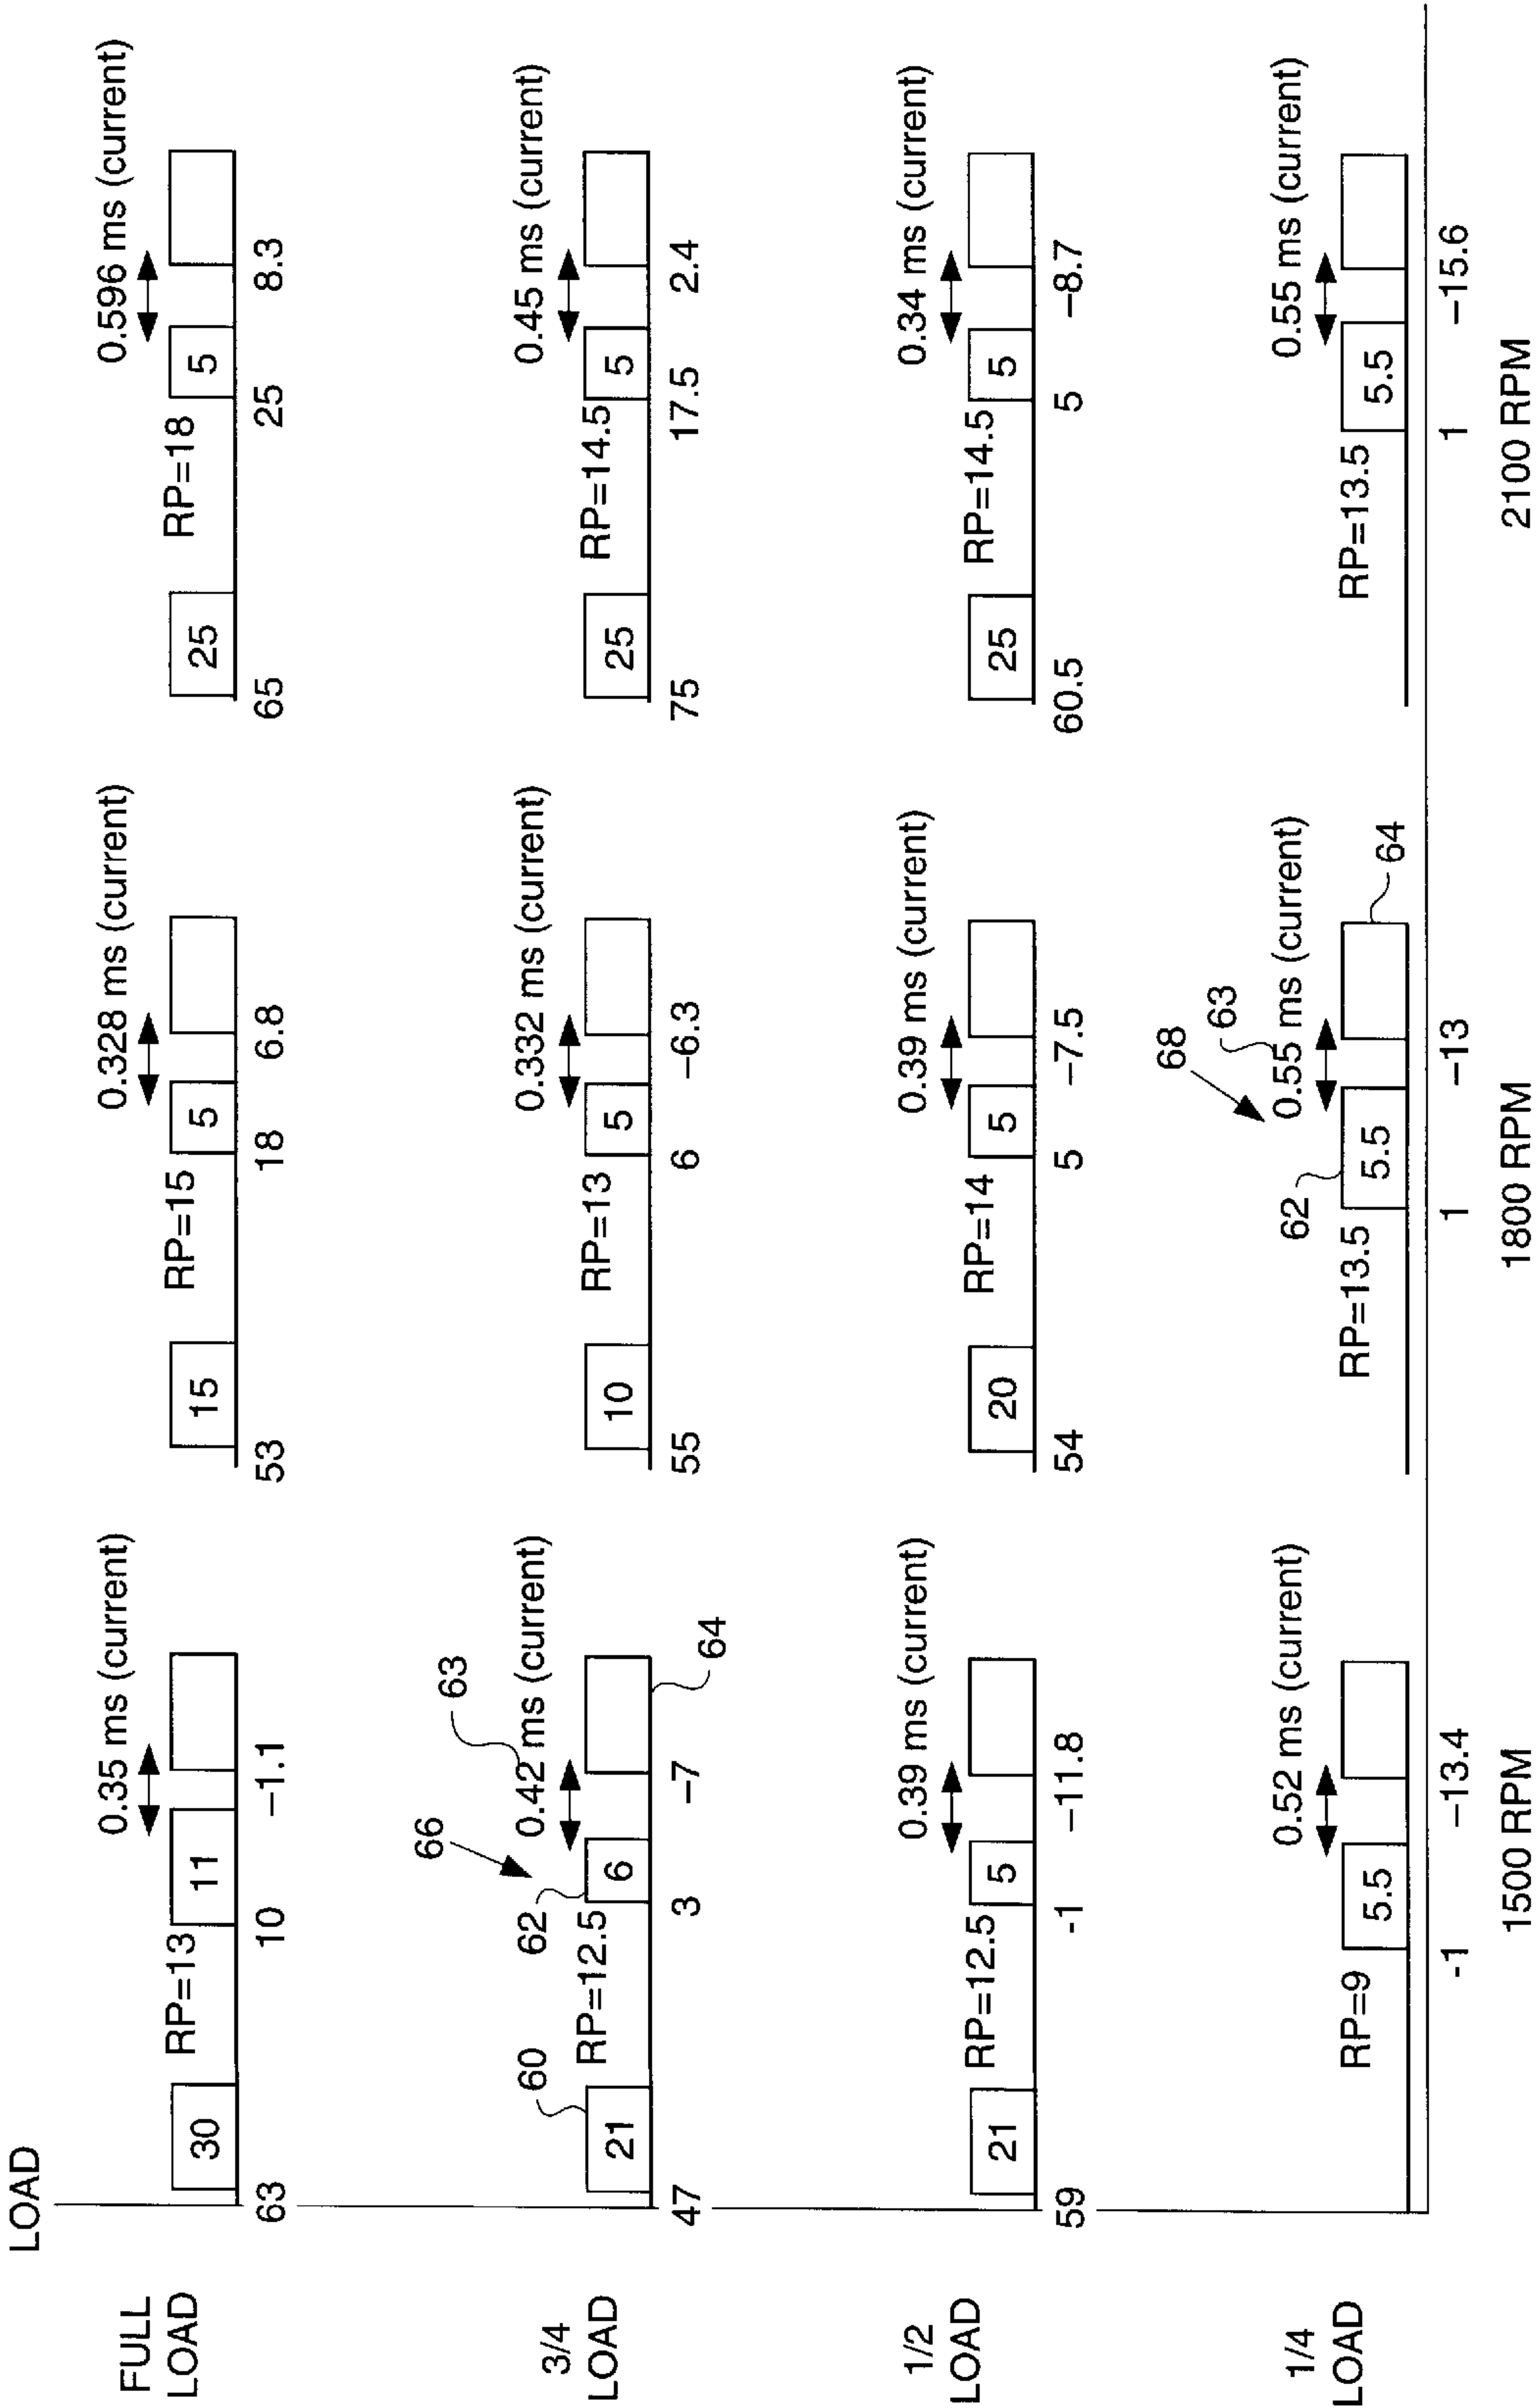 LOAD
FULL
LOAD
30
RP=13
11
0.35 ms (current)
63
10
−1.1
15
RP=15
5
0.328 ms (current)
53
18
6.8
25
RP=18
5
0.596 ms (current)
65
25
8.3
3/4
LOAD
60
62
66
63
21
RP=12.5
6
0.42 ms (current)
47
3
−7
64
10
RP=13
5
0.332 ms (current)
55
6
−6.3
25
RP=14.5
5
0.45 ms (current)
75
17.5
2.4
1/2
LOAD
21
RP=12.5
5
0.39 ms (current)
59
-1
−11.8
20
RP=14
5
0.39 ms (current)
54
5
−7.5
25
RP=14.5
5
0.34 ms (current)
60.5
5
−8.7
1/4
LOAD
RP=9
5.5
0.52 ms (current)
-1
−13.4
68
63
62
RP=13.5
5.5
0.55 ms (current)
64
1
−13
RP=13.5
5.5
0.55 ms (current)
1
−15.6
1500 RPM
1800 RPM
2100 RPM